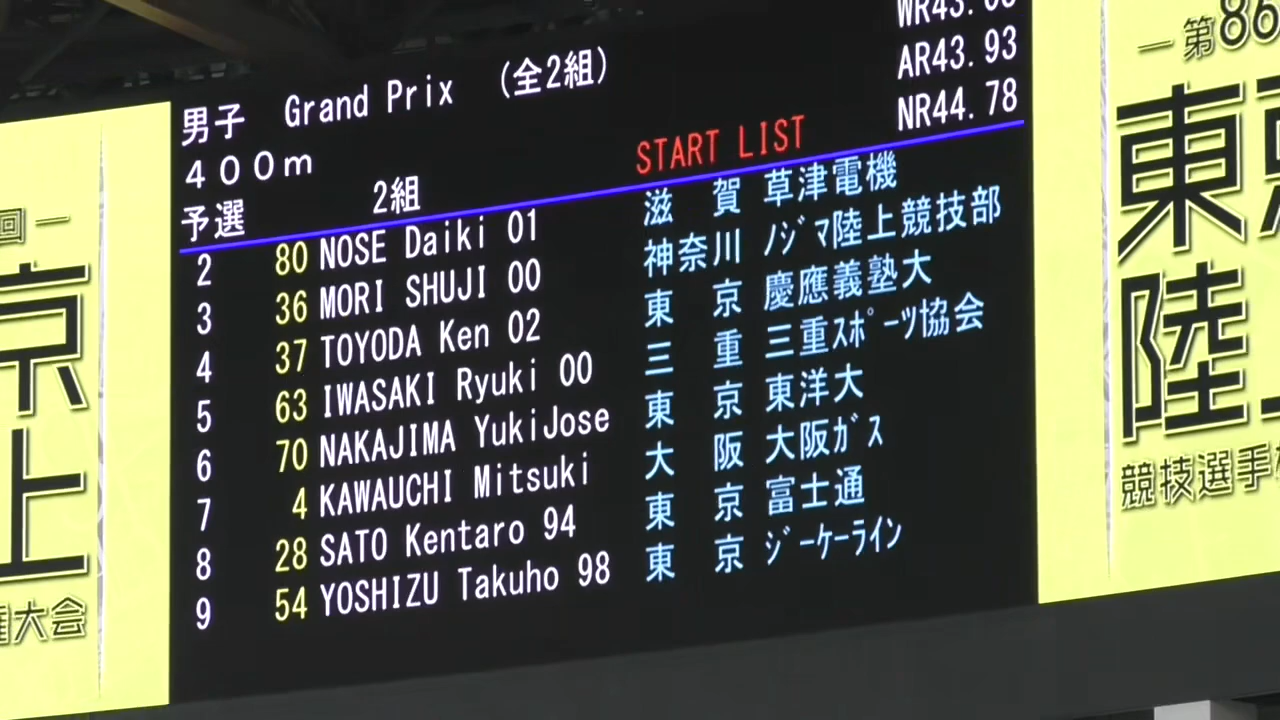 WR43.03
男子 Grand Prix (全2組) AR43.93
400m START LIST NR44.78
予選 2組
2 80 NOSE Daiki 01 滋賀 草津電機
3 36 MORI SHUJI 00 神奈川 ノジマ陸上競技部
4 37 TOYODA Ken 02 東京 慶應義塾大
5 63 IWASAKI Ryuki 00 三重 三重スポーツ協会
6 70 NAKAJIMA YukiJose 東京 東洋大
7 4 KAWAUCHI Mitsuki 大阪 大阪ガス
8 28 SATO Kentaro 94 東京 富士通
9 54 YOSHIZU Takuho 98 東京 ジーケーライン
回
京
上
権大会
第86
東京
陸上
競技選手権